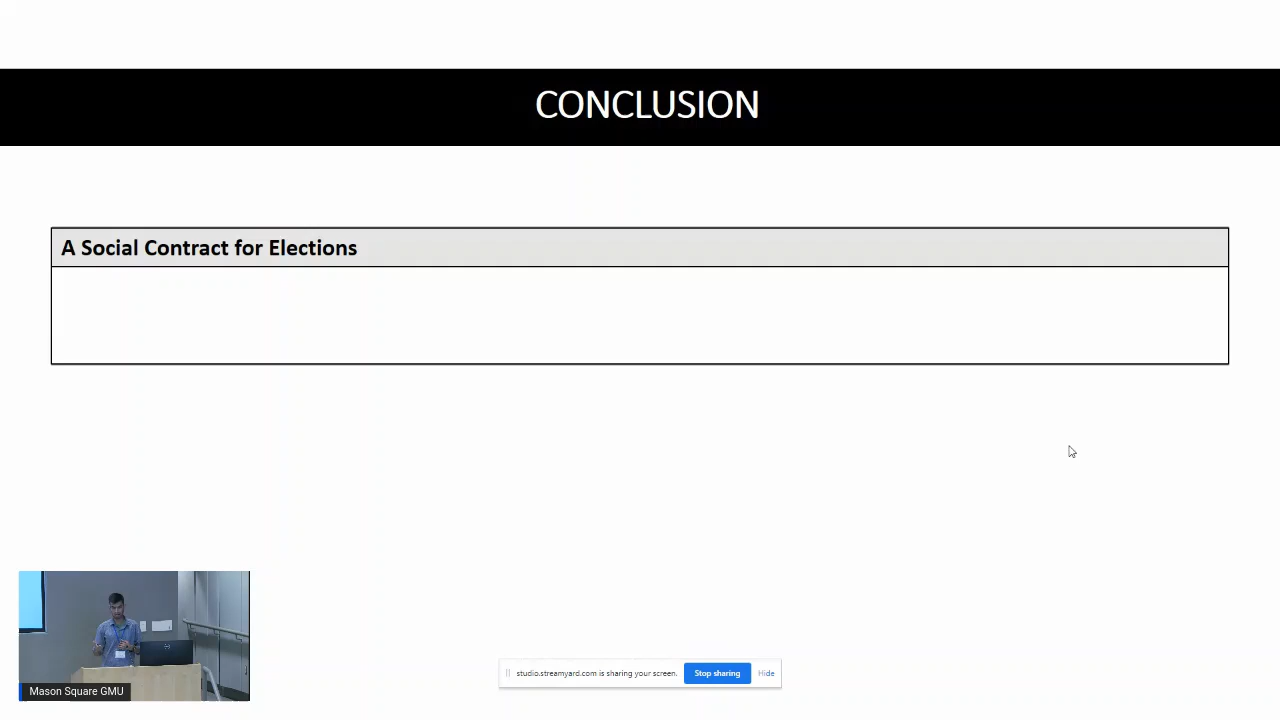 CONCLUSION
A Social Contract for Elections
studio.streamyard.com is sharing your screen.
Stop sharing
Hide
Mason Square GMU